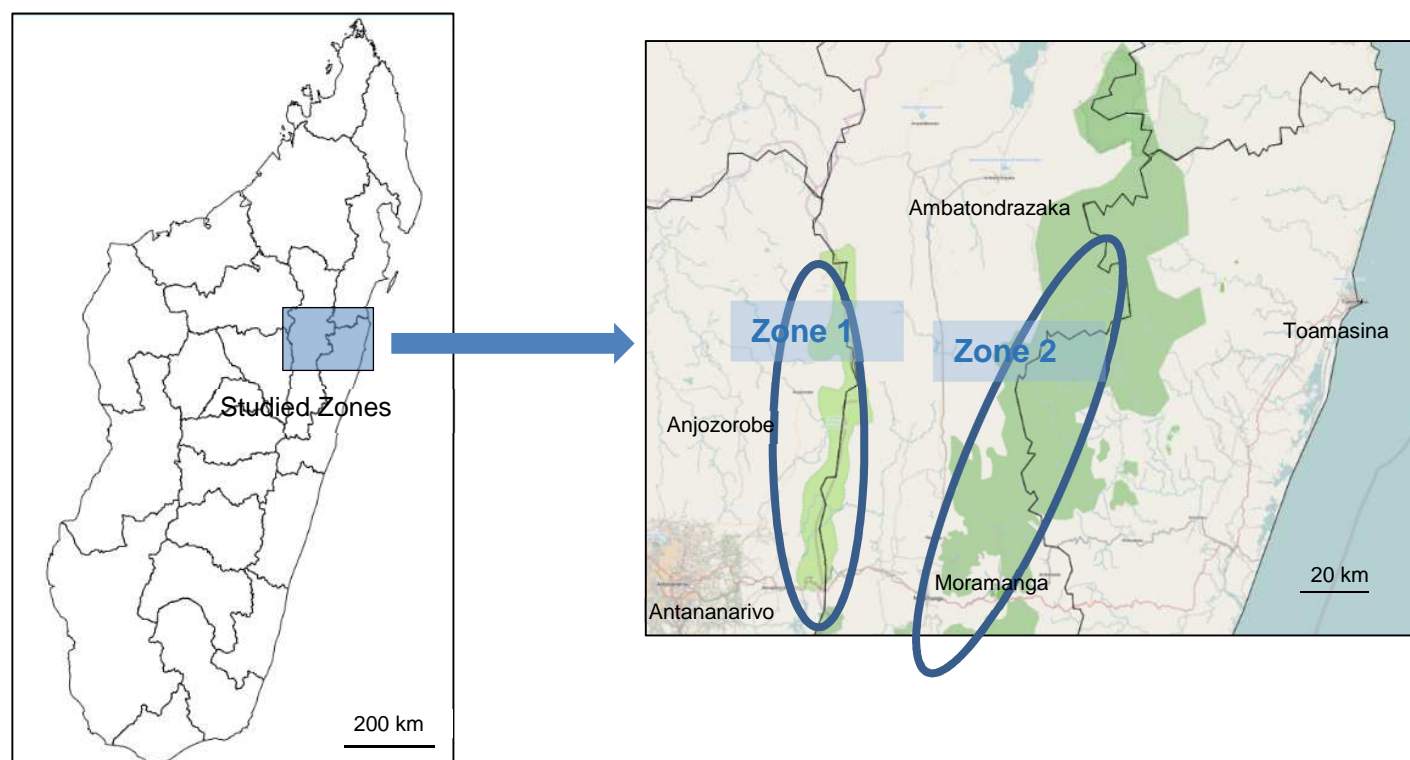 Studied Zones
200 km
Ambatondrazaka
Zone 1
Zone 2
Toamasina
Anjozorobe
Moramanga
20 km
Antananarivo